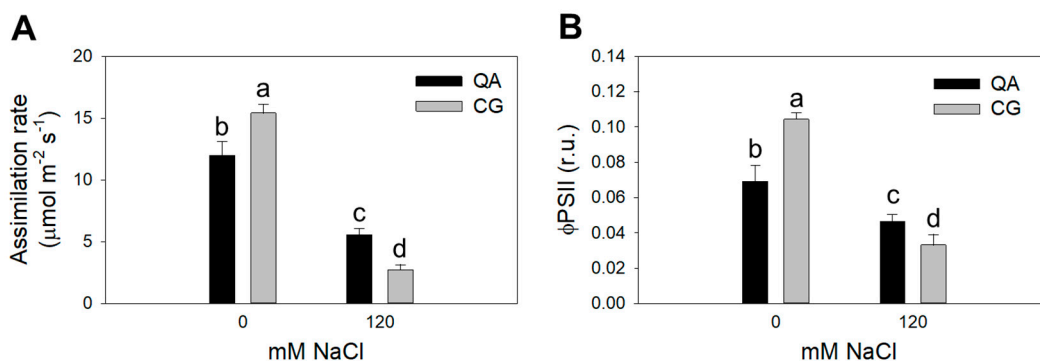 A
Assimilation rate
(μmol m⁻² s⁻¹)
20
15
10
5
0
QA
CG
b
a
c
d
0
120
mM NaCl
B
ϕPSII (r.u.)
0.14
0.12
0.10
0.08
0.06
0.04
0.02
0.00
QA
CG
b
a
c
d
0
120
mM NaCl